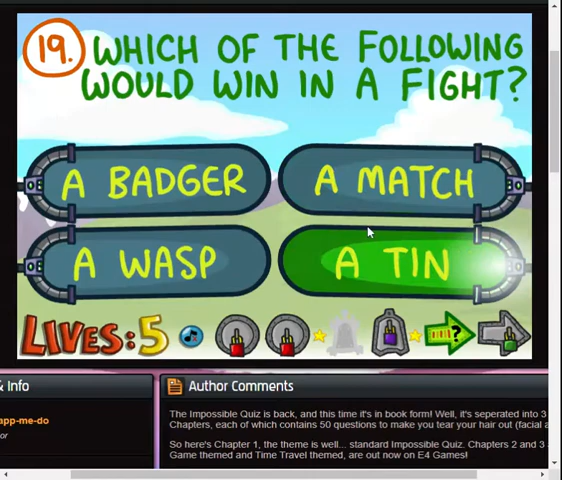 19. WHICH OF THE FOLLOWING
WOULD WIN IN A FIGHT?
A BADGER
A MATCH
A WASP
A TIN
LIVES: 5
?
& Info
app-me-do
or
Author Comments
The Impossible Quiz is back, and this time it's in book form! Well, it's seperated into 3
Chapters, each of which contains 50 questions to make you tear your hair out (facial a
So here's Chapter 1, the theme is well... standard Impossible Quiz. Chapters 2 and 3
Game themed and Time Travel themed, are out now on E4 Games!